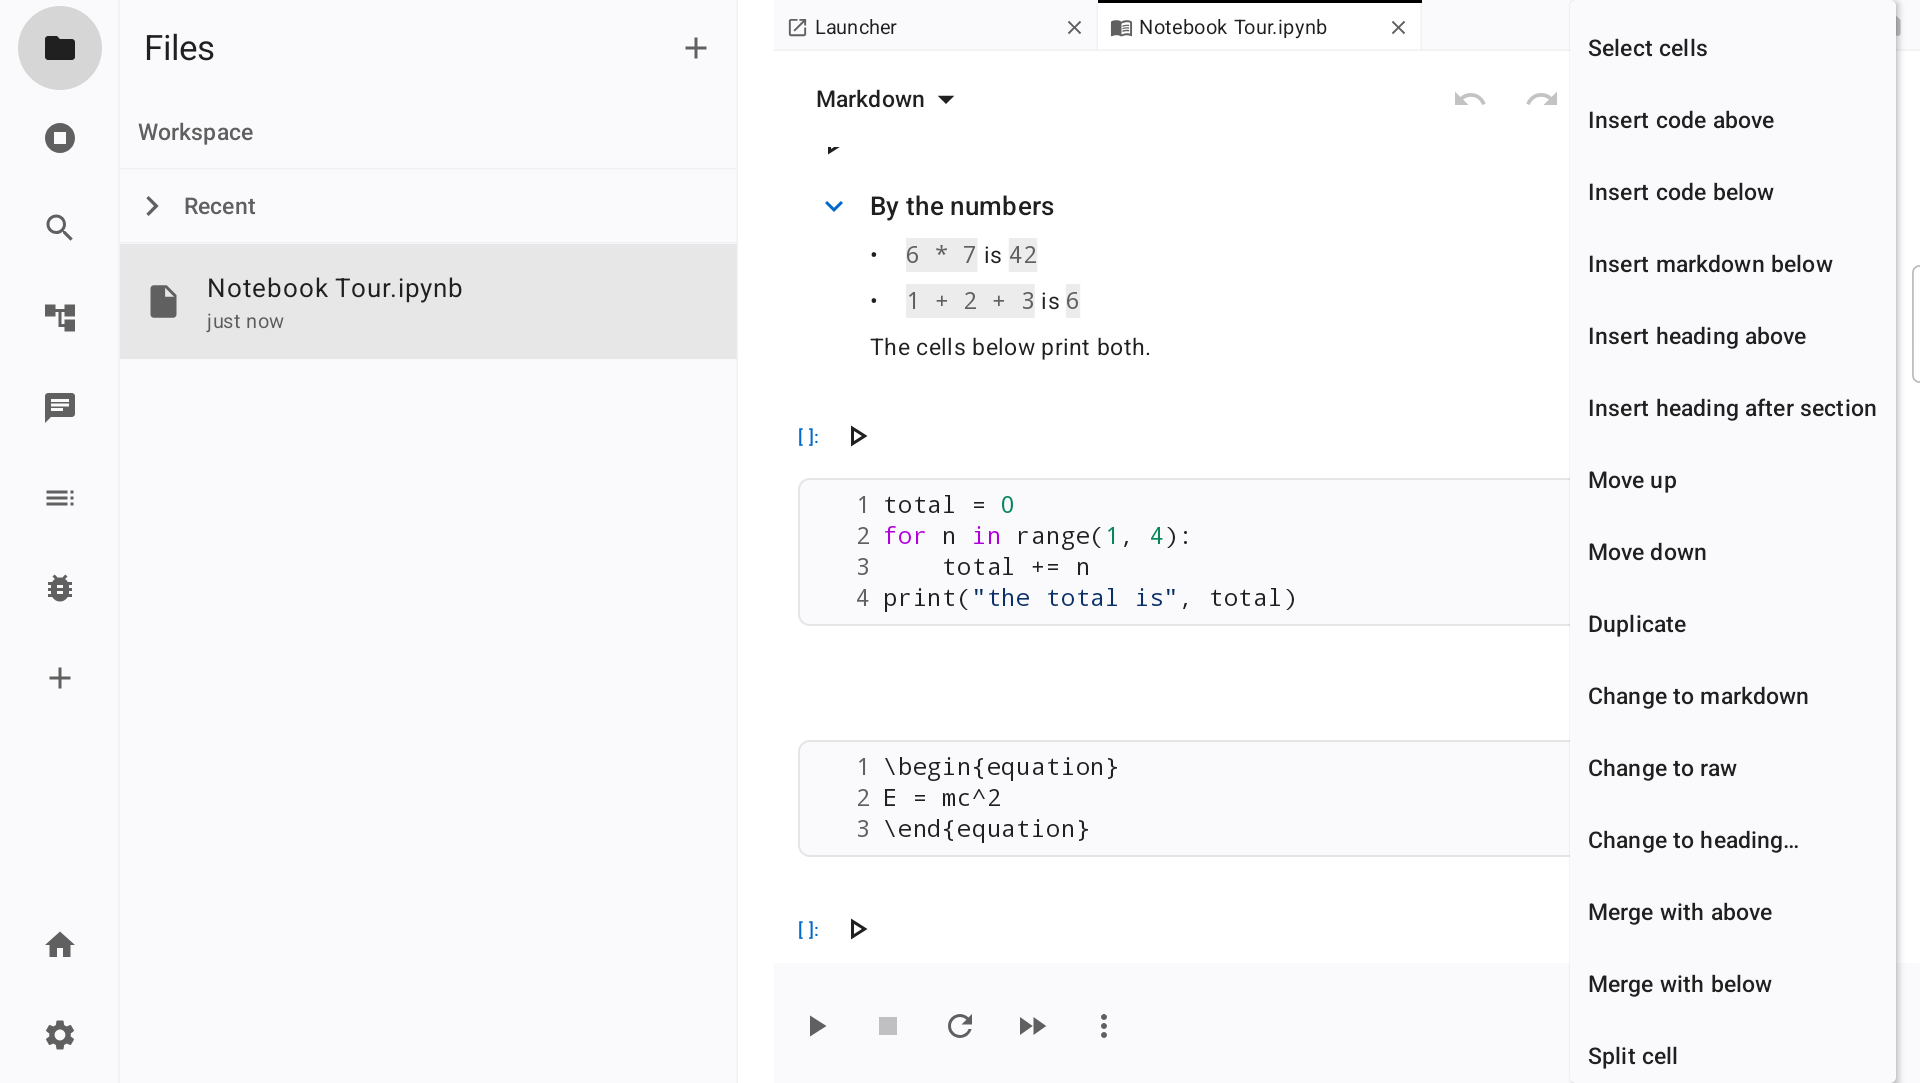 Files
Workspace
Recent
Notebook Tour.ipynb
just now
Launcher
Notebook Tour.ipynb
Markdown
By the numbers
• 6 * 7 is 42
• 1 + 2 + 3 is 6
The cells below print both.
[ ]:
1 total = 0
2 for n in range(1, 4):
3     total += n
4 print("the total is", total)
1 \begin{equation}
2 E = mc^2
3 \end{equation}
[ ]:
Select cells
Insert code above
Insert code below
Insert markdown below
Insert heading above
Insert heading after section
Move up
Move down
Duplicate
Change to markdown
Change to raw
Change to heading…
Merge with above
Merge with below
Split cell